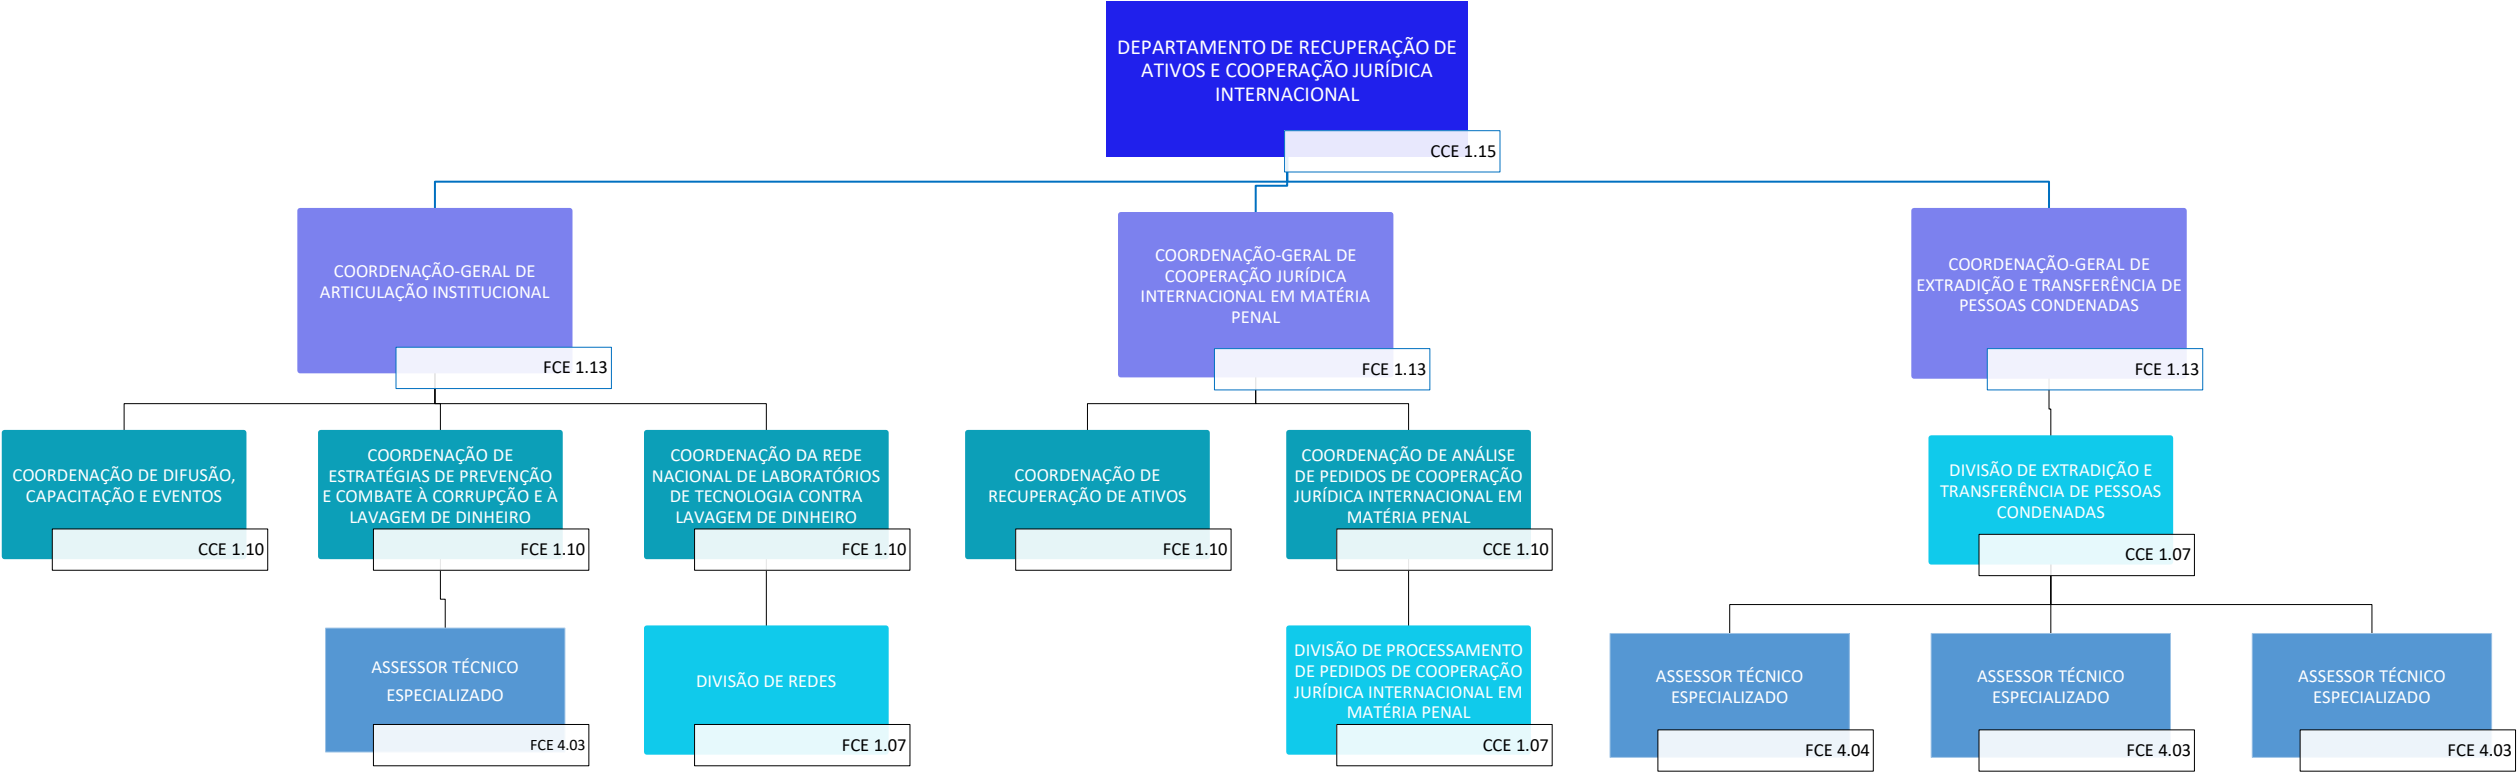 DEPARTAMENTO DE RECUPERAÇÃO DE
ATIVOS E COOPERAÇÃO JURÍDICA
INTERNACIONAL
CCE 1.15
COORDENAÇÃO-GERAL DE
ARTICULAÇÃO INSTITUCIONAL
FCE 1.13
COORDENAÇÃO-GERAL DE
COOPERAÇÃO JURÍDICA
INTERNACIONAL EM MATÉRIA
PENAL
FCE 1.13
COORDENAÇÃO-GERAL DE
EXTRADIÇÃO E TRANSFERÊNCIA DE
PESSOAS CONDENADAS
FCE 1.13
COORDENAÇÃO DE DIFUSÃO,
CAPACITAÇÃO E EVENTOS
CCE 1.10
COORDENAÇÃO DE
ESTRATÉGIAS DE PREVENÇÃO
E COMBATE À CORRUPÇÃO E À
LAVAGEM DE DINHEIRO
FCE 1.10
COORDENAÇÃO DA REDE
NACIONAL DE LABORATÓRIOS
DE TECNOLOGIA CONTRA
LAVAGEM DE DINHEIRO
FCE 1.10
COORDENAÇÃO DE
RECUPERAÇÃO DE ATIVOS
FCE 1.10
COORDENAÇÃO DE ANÁLISE
DE PEDIDOS DE COOPERAÇÃO
JURÍDICA INTERNACIONAL EM
MATÉRIA PENAL
CCE 1.10
DIVISÃO DE EXTRADIÇÃO E
TRANSFERÊNCIA DE PESSOAS
CONDENADAS
CCE 1.07
ASSESSOR TÉCNICO
ESPECIALIZADO
FCE 4.03
DIVISÃO DE REDES
FCE 1.07
DIVISÃO DE PROCESSAMENTO
DE PEDIDOS DE COOPERAÇÃO
JURÍDICA INTERNACIONAL EM
MATÉRIA PENAL
CCE 1.07
ASSESSOR TÉCNICO
ESPECIALIZADO
FCE 4.04
ASSESSOR TÉCNICO
ESPECIALIZADO
FCE 4.03
ASSESSOR TÉCNICO
ESPECIALIZADO
FCE 4.03